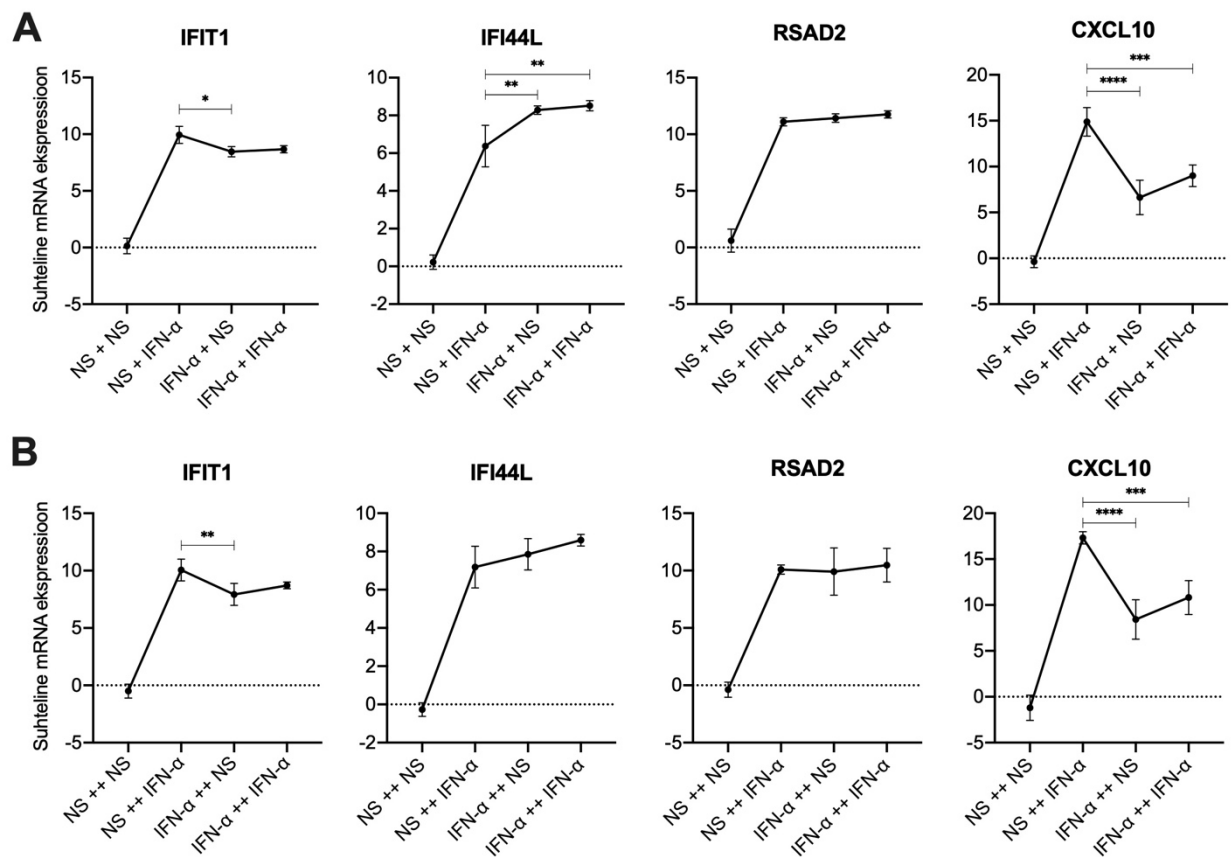 A
IFIT1
IFI44L
RSAD2
CXCL10
Suhteline mRNA ekspressioon
15
10
5
0
-5
*
NS + NS
NS + IFN-α
IFN-α + NS
IFN-α + IFN-α
10
8
6
4
2
0
-2
**
**
NS + NS
NS + IFN-α
IFN-α + NS
IFN-α + IFN-α
15
10
5
0
-5
NS + NS
NS + IFN-α
IFN-α + NS
IFN-α + IFN-α
20
15
10
5
0
-5
***
****
NS + NS
NS + IFN-α
IFN-α + NS
IFN-α + IFN-α
B
IFIT1
IFI44L
RSAD2
CXCL10
Suhteline mRNA ekspressioon
15
10
5
0
-5
**
NS ++ NS
NS ++ IFN-α
IFN-α ++ NS
IFN-α ++ IFN-α
10
8
6
4
2
0
-2
NS ++ NS
NS ++ IFN-α
IFN-α ++ NS
IFN-α ++ IFN-α
15
10
5
0
-5
NS ++ NS
NS ++ IFN-α
IFN-α ++ NS
IFN-α ++ IFN-α
20
15
10
5
0
-5
***
****
NS ++ NS
NS ++ IFN-α
IFN-α ++ NS
IFN-α ++ IFN-α